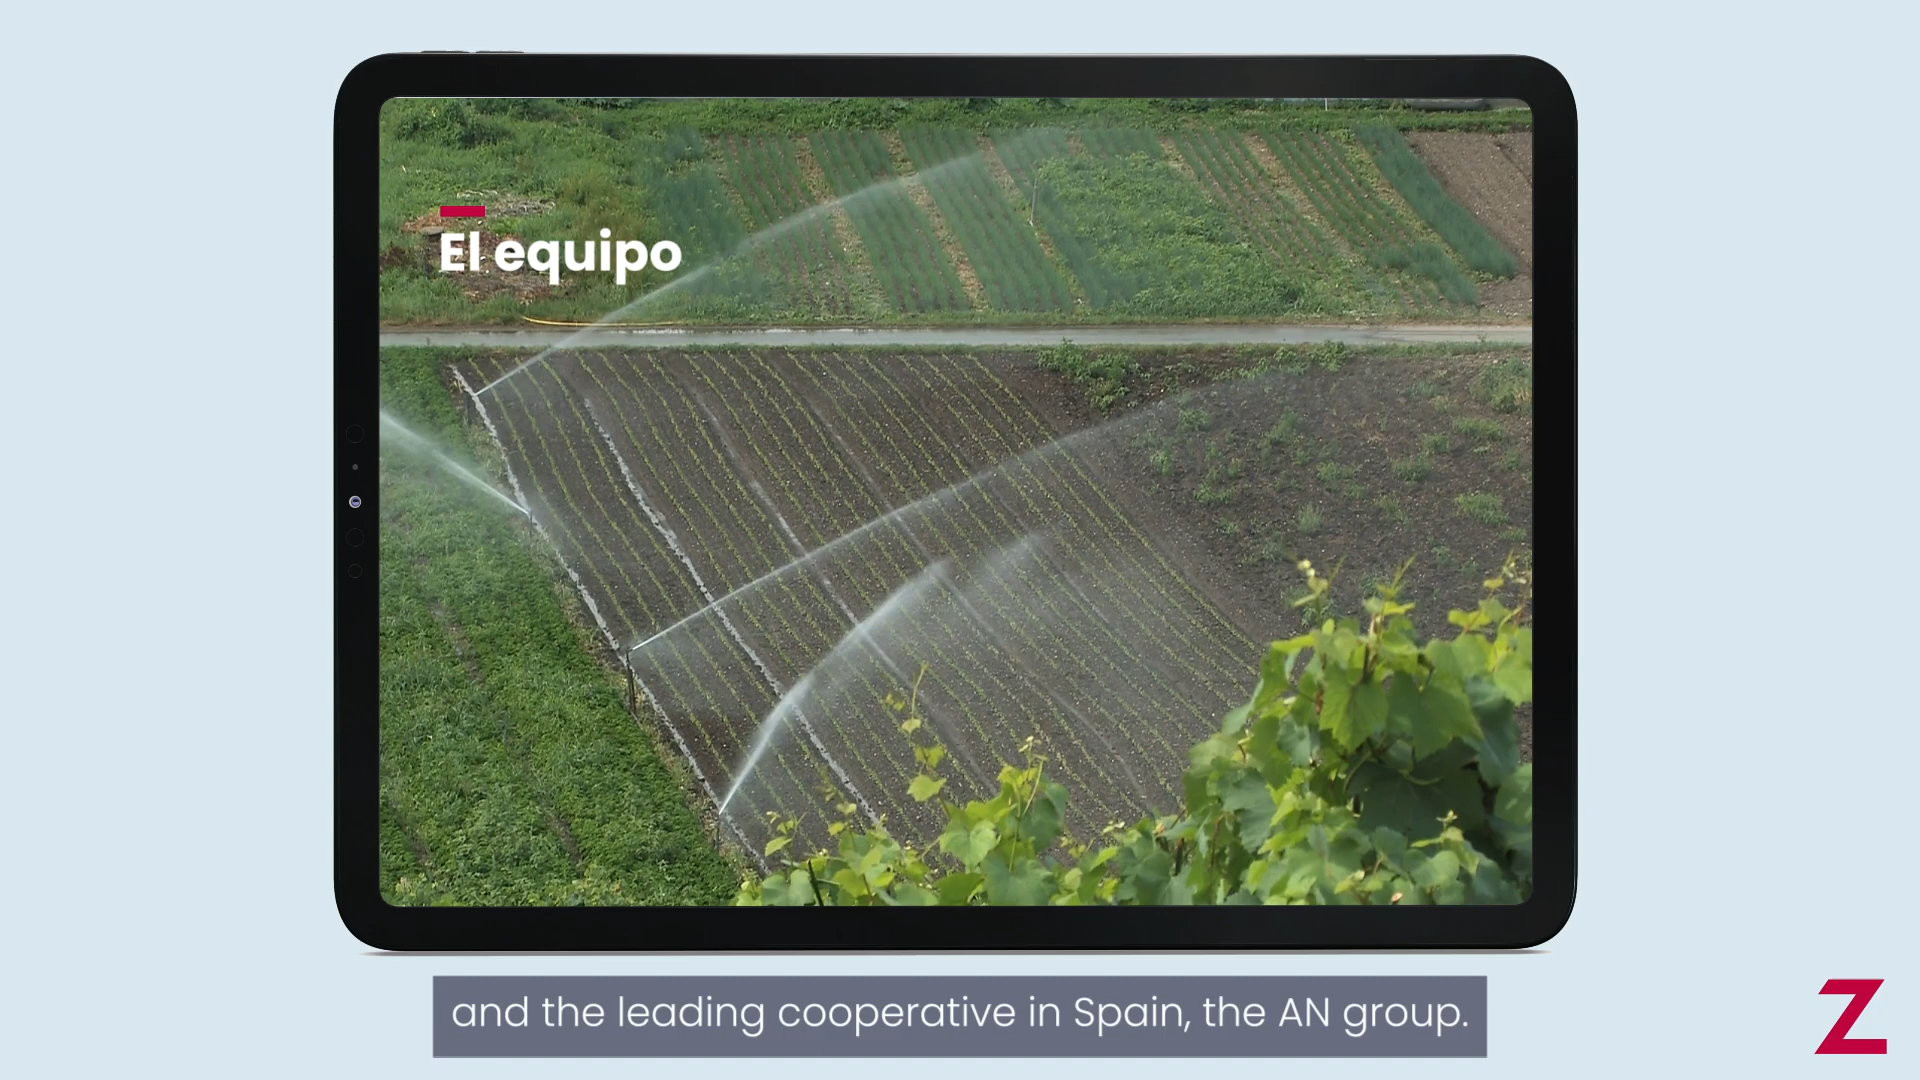 El equipo
and the leading cooperative in Spain, the AN group.
Z